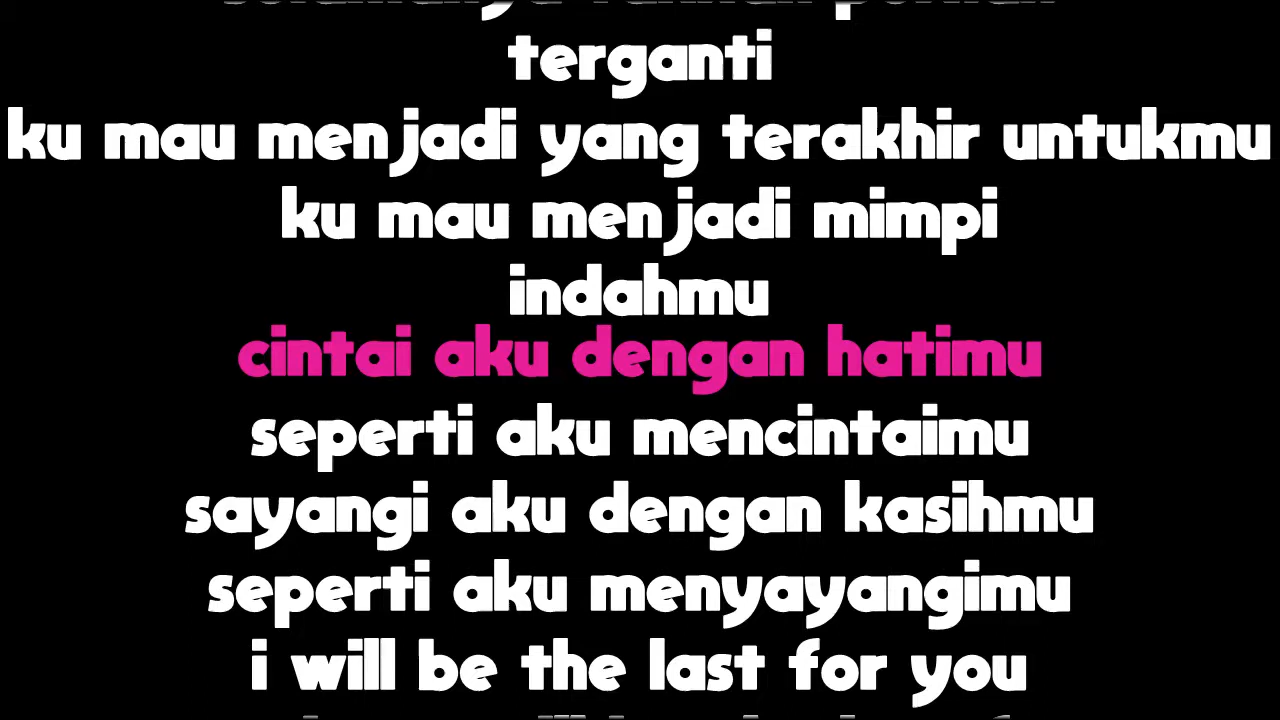 terganti
ku mau menjadi yang terakhir untukmu
ku mau menjadi mimpi
indahmu
cintai aku dengan hatimu
seperti aku mencintaimu
sayangi aku dengan kasihmu
seperti aku menyayangimu
i will be the last for you